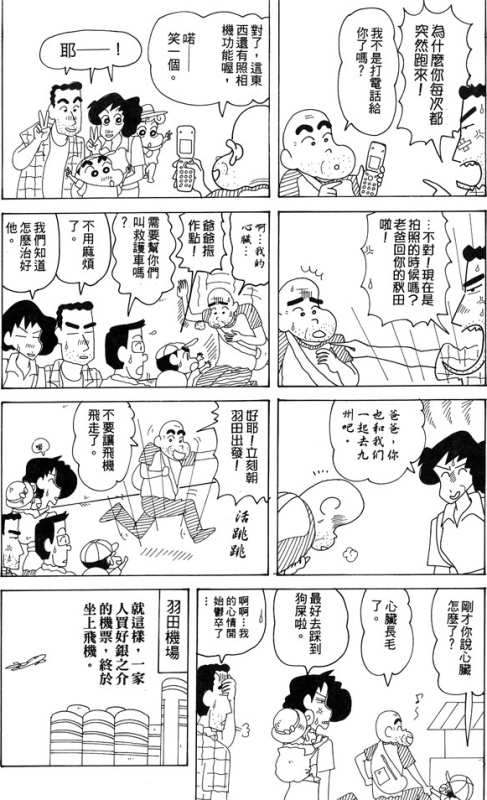 為什麼你每次都
突然跑來！
我不是打電話給
你了嗎？
對了，這東
西還有照相
機功能喔，
喏——
笑一個。
耶——！
…不對！現在是
拍照的時候嗎？
老爸回你的秋田
啦！
啊…我的
心臟…
爺爺振
作點！
需要幫你們
叫救護車嗎
？
不用麻煩
了。
我們知道
怎麼治好
他。
爸爸，你
也和我們
一起去九
州吧。
好耶！立刻朝
羽田出發！
活跳跳
不要讓飛機
飛走了。
剛才你說心臟
怎麼了？
心臟長毛
了。
最好去踩到
狗屎啦。
啊啊…我
的心情開
始鬱卒了
…
羽田機場
就這樣，一家
人買好銀之介
的機票，終於
坐上飛機。